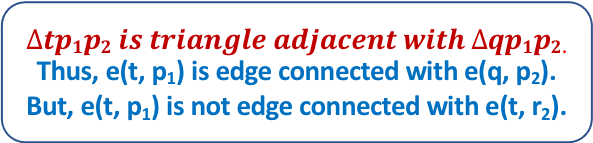 Δtp₁p₂ is triangle adjacent with Δqp₁p₂.
Thus, e(t, p₁) is edge connected with e(q, p₂).
But, e(t, p₁) is not edge connected with e(t, r₂).